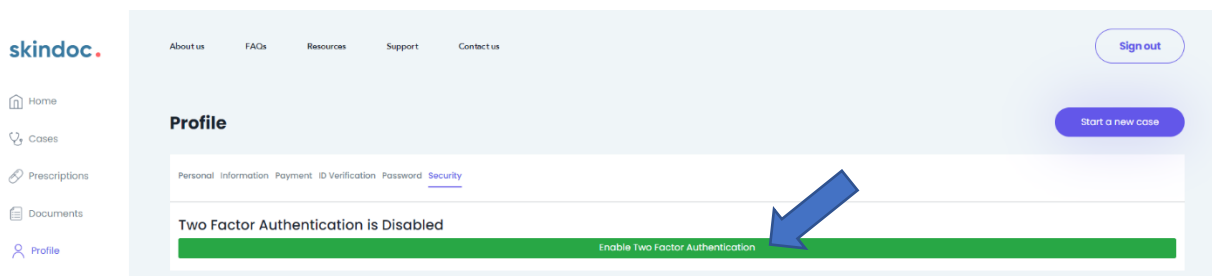 skindoc.
About us FAQs Resources Support Contact us
Sign out
Home
Cases
Prescriptions
Documents
Profile
Profile
Start a new case
Personal Information Payment ID Verification Password Security
Two Factor Authentication is Disabled
Enable Two Factor Authentication